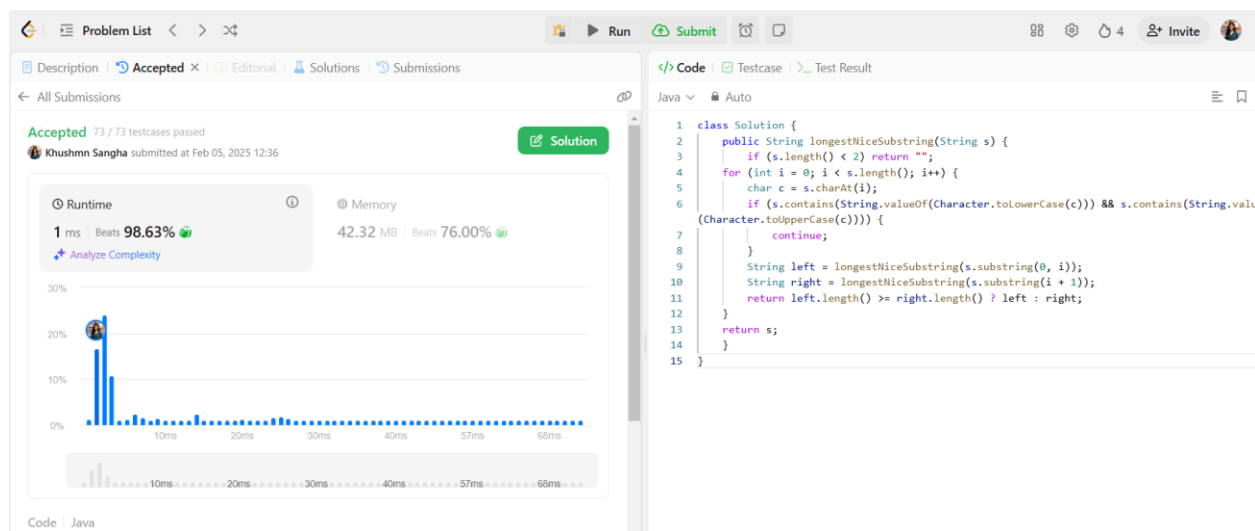 Problem List
Run
Submit
4
Invite
Description
Accepted
Editorial
Solutions
Submissions
All Submissions
Accepted 73 / 73 testcases passed
Khushmn Sangha submitted at Feb 05, 2025 12:36
Solution
Runtime
1 ms Beats 98.63%
Analyze Complexity
Memory
42.32 MB Beats 76.00%
30%
20%
10%
0%
10ms 20ms 30ms 40ms 57ms 68ms
10ms 20ms 30ms 40ms 57ms 68ms
Code Java
</> Code
Testcase
>_ Test Result
Java Auto
1 class Solution {
2 public String longestNiceSubstring(String s) {
3 if (s.length() < 2) return "";
4 for (int i = 0; i < s.length(); i++) {
5 char c = s.charAt(i);
6 if (s.contains(String.valueOf(Character.toLowerCase(c))) && s.contains(String.valu
(Character.toUpperCase(c)))) {
7 continue;
8 }
9 String left = longestNiceSubstring(s.substring(0, i));
10 String right = longestNiceSubstring(s.substring(i + 1));
11 return left.length() >= right.length() ? left : right;
12 }
13 return s;
14 }
15 }